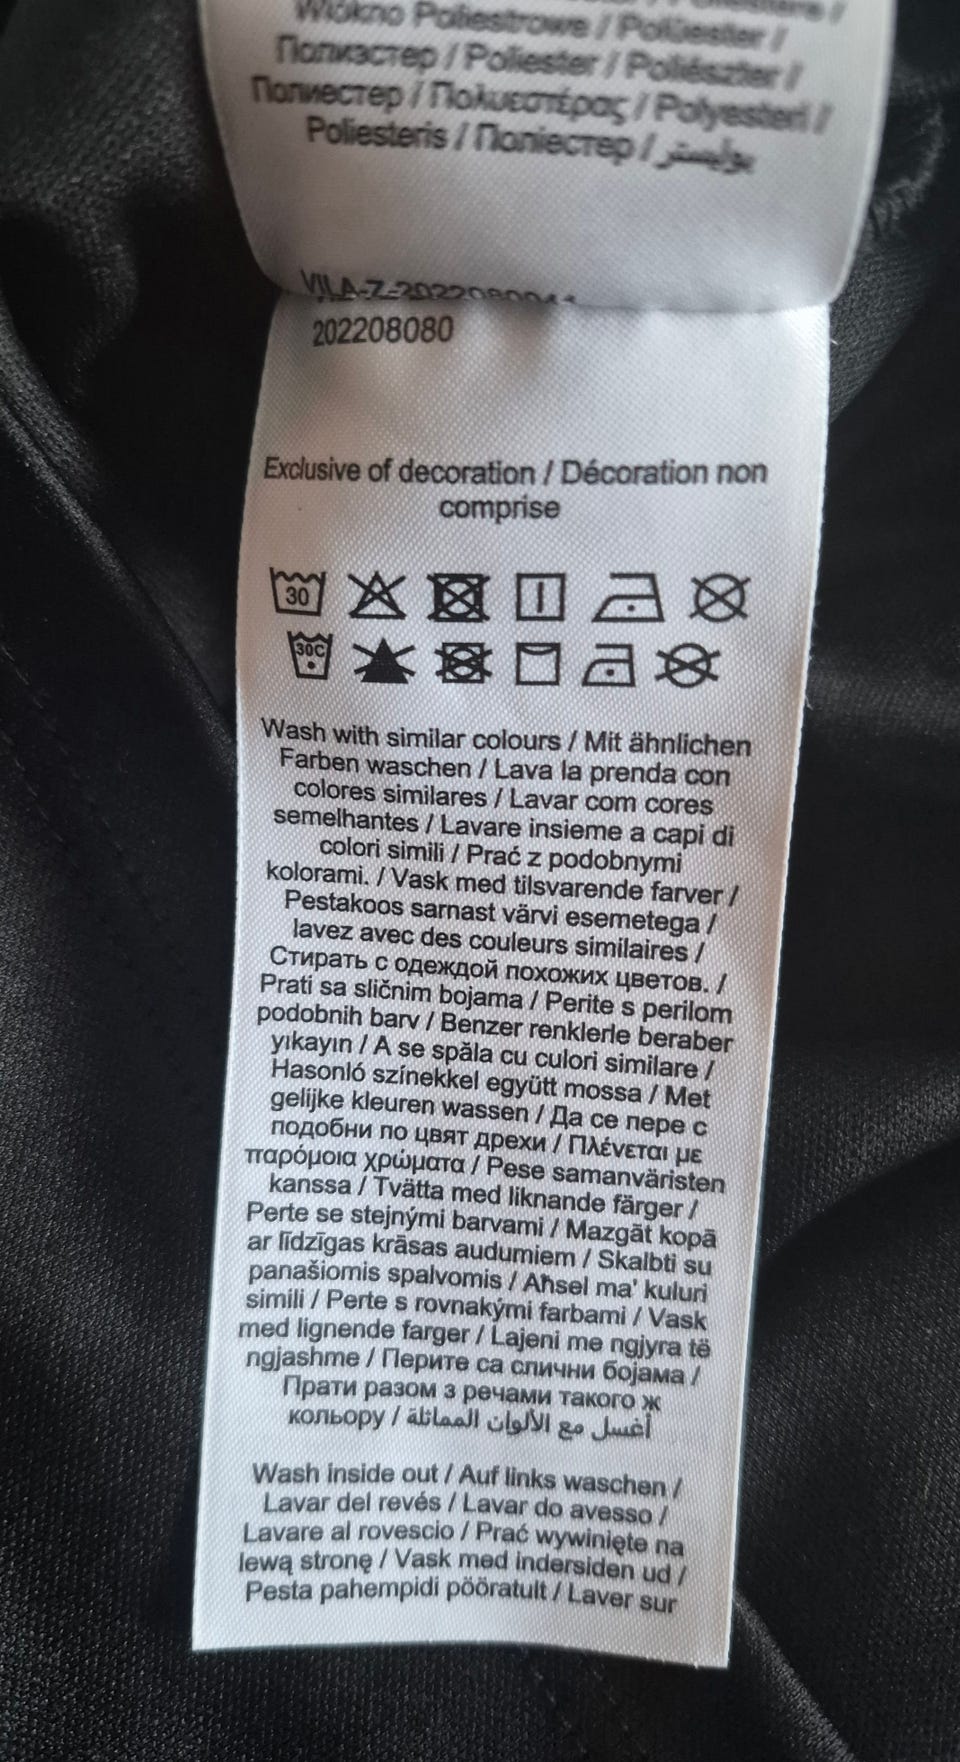 Włókno Poliestrowe / Poliester /
Полиэстер / Poliester / Poliészter /
Полиестер / Πολυεστέρας / Polyesteri /
Poliesteris / Поліестер / بوليستر
VILA-Z-2022080041
202208080
Exclusive of decoration / Décoration non
comprise
30
30C
Wash with similar colours / Mit ähnlichen
Farben waschen / Lava la prenda con
colores similares / Lavar com cores
semelhantes / Lavare insieme a capi di
colori simili / Prać z podobnymi
kolorami. / Vask med tilsvarende farver /
Pestakoos sarnast värvi esemetega /
lavez avec des couleurs similaires /
Стирать с одеждой похожих цветов. /
Prati sa sličnim bojama / Perite s perilom
podobnih barv / Benzer renklerle beraber
yıkayın / A se spăla cu culori similare /
Hasonló színekkel együtt mossa / Met
gelijke kleuren wassen / Да се пере с
подобни по цвят дрехи / Πλένεται με
παρόμοια χρώματα / Pese samanväristen
kanssa / Tvätta med liknande färger /
Perte se stejnými barvami / Mazgāt kopā
ar līdzīgas krāsas audumiem / Skalbti su
panašiomis spalvomis / Aħsel ma' kuluri
simili / Perte s rovnakými farbami / Vask
med lignende farger / Lajeni me ngjyra të
ngjashme / Перите са слични бојама /
Прати разом з речами такого ж
кольору / أغسل مع الألوان المماثلة
Wash inside out / Auf links waschen /
Lavar del revés / Lavar do avesso /
Lavare al rovescio / Prać wywinięte na
lewą stronę / Vask med indersiden ud /
Pesta pahempidi pööratult / Laver sur